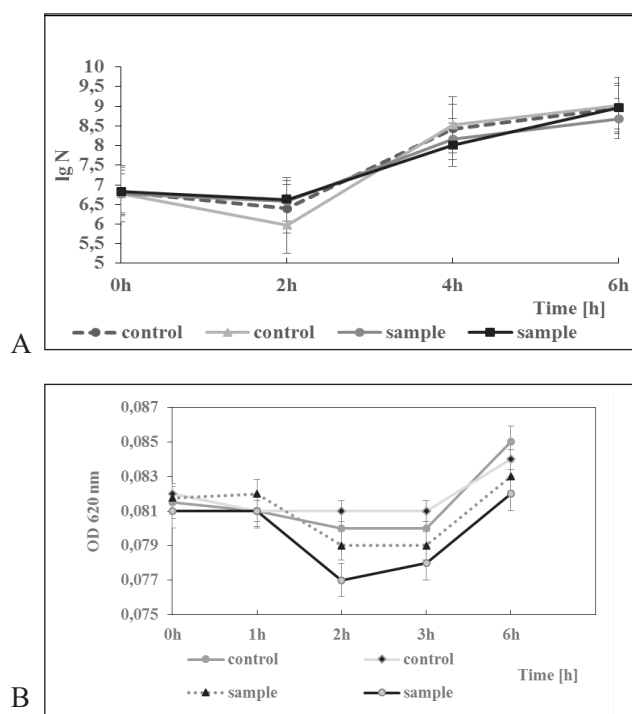 10
9,5
9
8,5
8
7,5
7
6,5
6
5,5
5
lg N
0h 2h 4h 6h
Time [h]
control control sample sample
A
0,087
0,085
0,083
0,081
0,079
0,077
0,075
OD 620 nm
0h 1h 2h 3h 6h
control control
Time [h]
sample sample
B